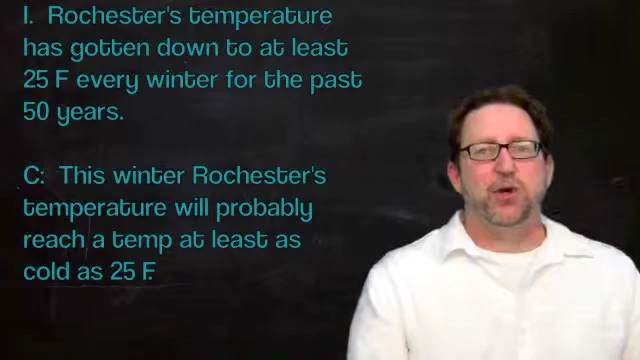 I. Rochester's temperature
has gotten down to at least
25 F every winter for the past
50 years.
C: This winter Rochester's
temperature will probably
reach a temp at least as
cold as 25 F.